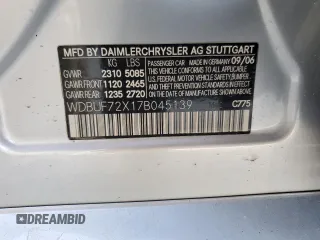 MFD. BY DAIMLERCHRYSLER AG STUTTGART
KG LBS PASSENGER CAR 09/06
GVWR 2310 5085 MADE IN GERMANY
GAWR FRONT 1120 2465
GAWR REAR 1235 2720
THIS VEHICLE CONFORMS TO ALL APPLICABLE
U.S. FEDERAL MOTOR VEHICLE SAFETY,
BUMPER, AND THEFT PREVENTION
STANDARDS IN EFFECT ON THE DATE OF
MANUFACTURE SHOWN ABOVE.
WDBUF72X17B045139 C775
DREAMBID